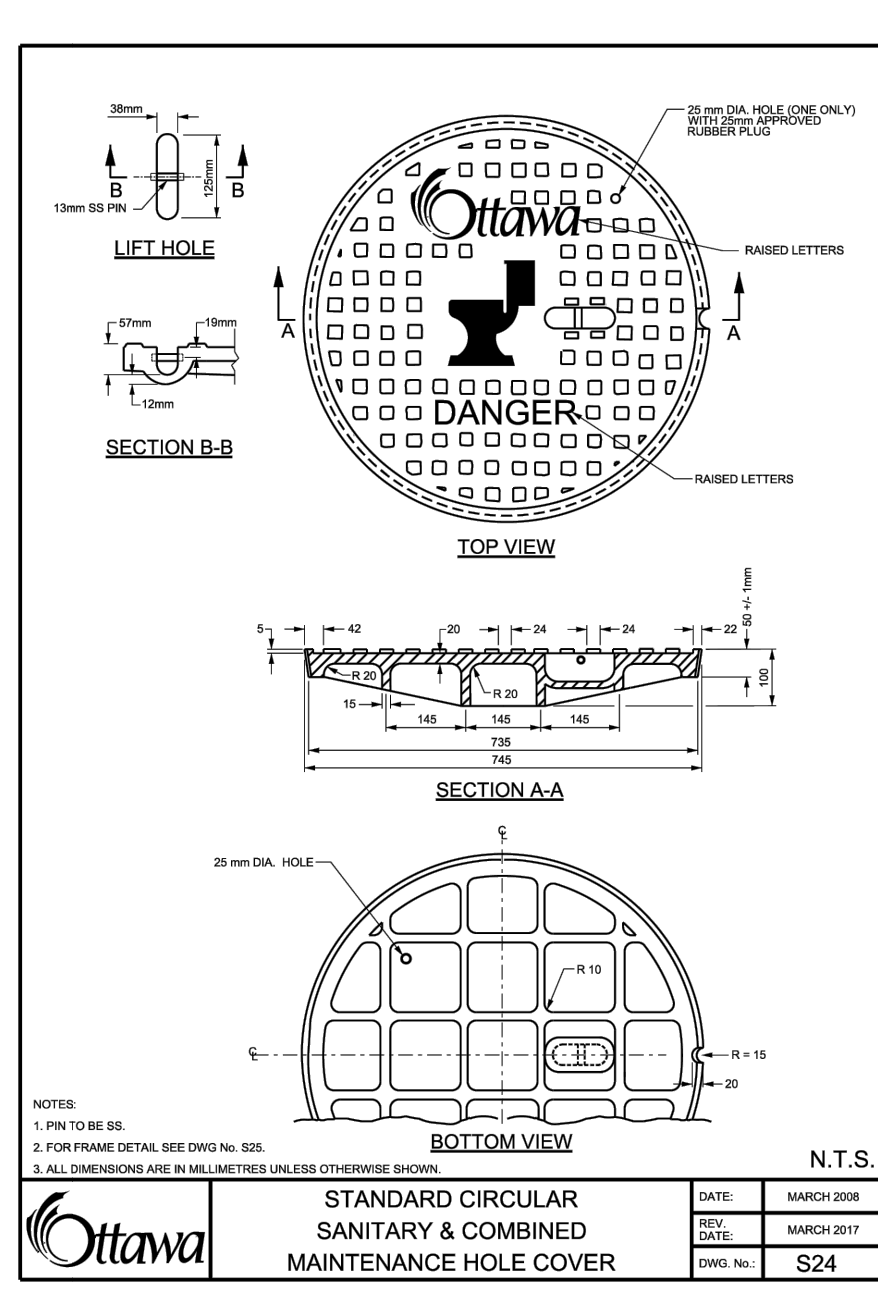 38mm
B
B
125mm
13mm SS PIN
LIFT HOLE
57mm
19mm
12mm
SECTION B-B
25 mm DIA. HOLE (ONE ONLY)
WITH 25mm APPROVED
RUBBER PLUG
Ottawa
RAISED LETTERS
A
A
DANGER
RAISED LETTERS
TOP VIEW
5
42
20
24
24
22
50 +/- 1mm
100
R 20
R 20
15
145
145
145
735
745
SECTION A-A
℄
25 mm DIA. HOLE
R 10
℄
R = 15
20
BOTTOM VIEW
NOTES:
1. PIN TO BE SS.
2. FOR FRAME DETAIL SEE DWG No. S25.
3. ALL DIMENSIONS ARE IN MILLIMETRES UNLESS OTHERWISE SHOWN.
N.T.S.
Ottawa
STANDARD CIRCULAR
SANITARY & COMBINED
MAINTENANCE HOLE COVER
DATE:
MARCH 2008
REV.
DATE:
MARCH 2017
DWG. No.:
S24